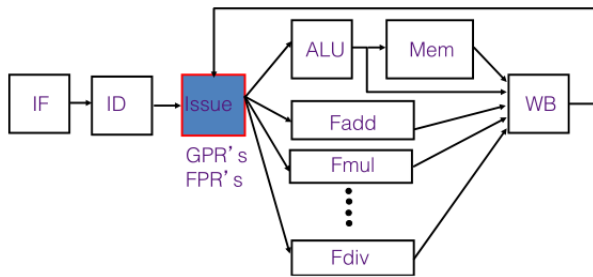 IF
ID
Issue
GPR's
FPR's
ALU
Mem
Fadd
Fmul
Fdiv
WB